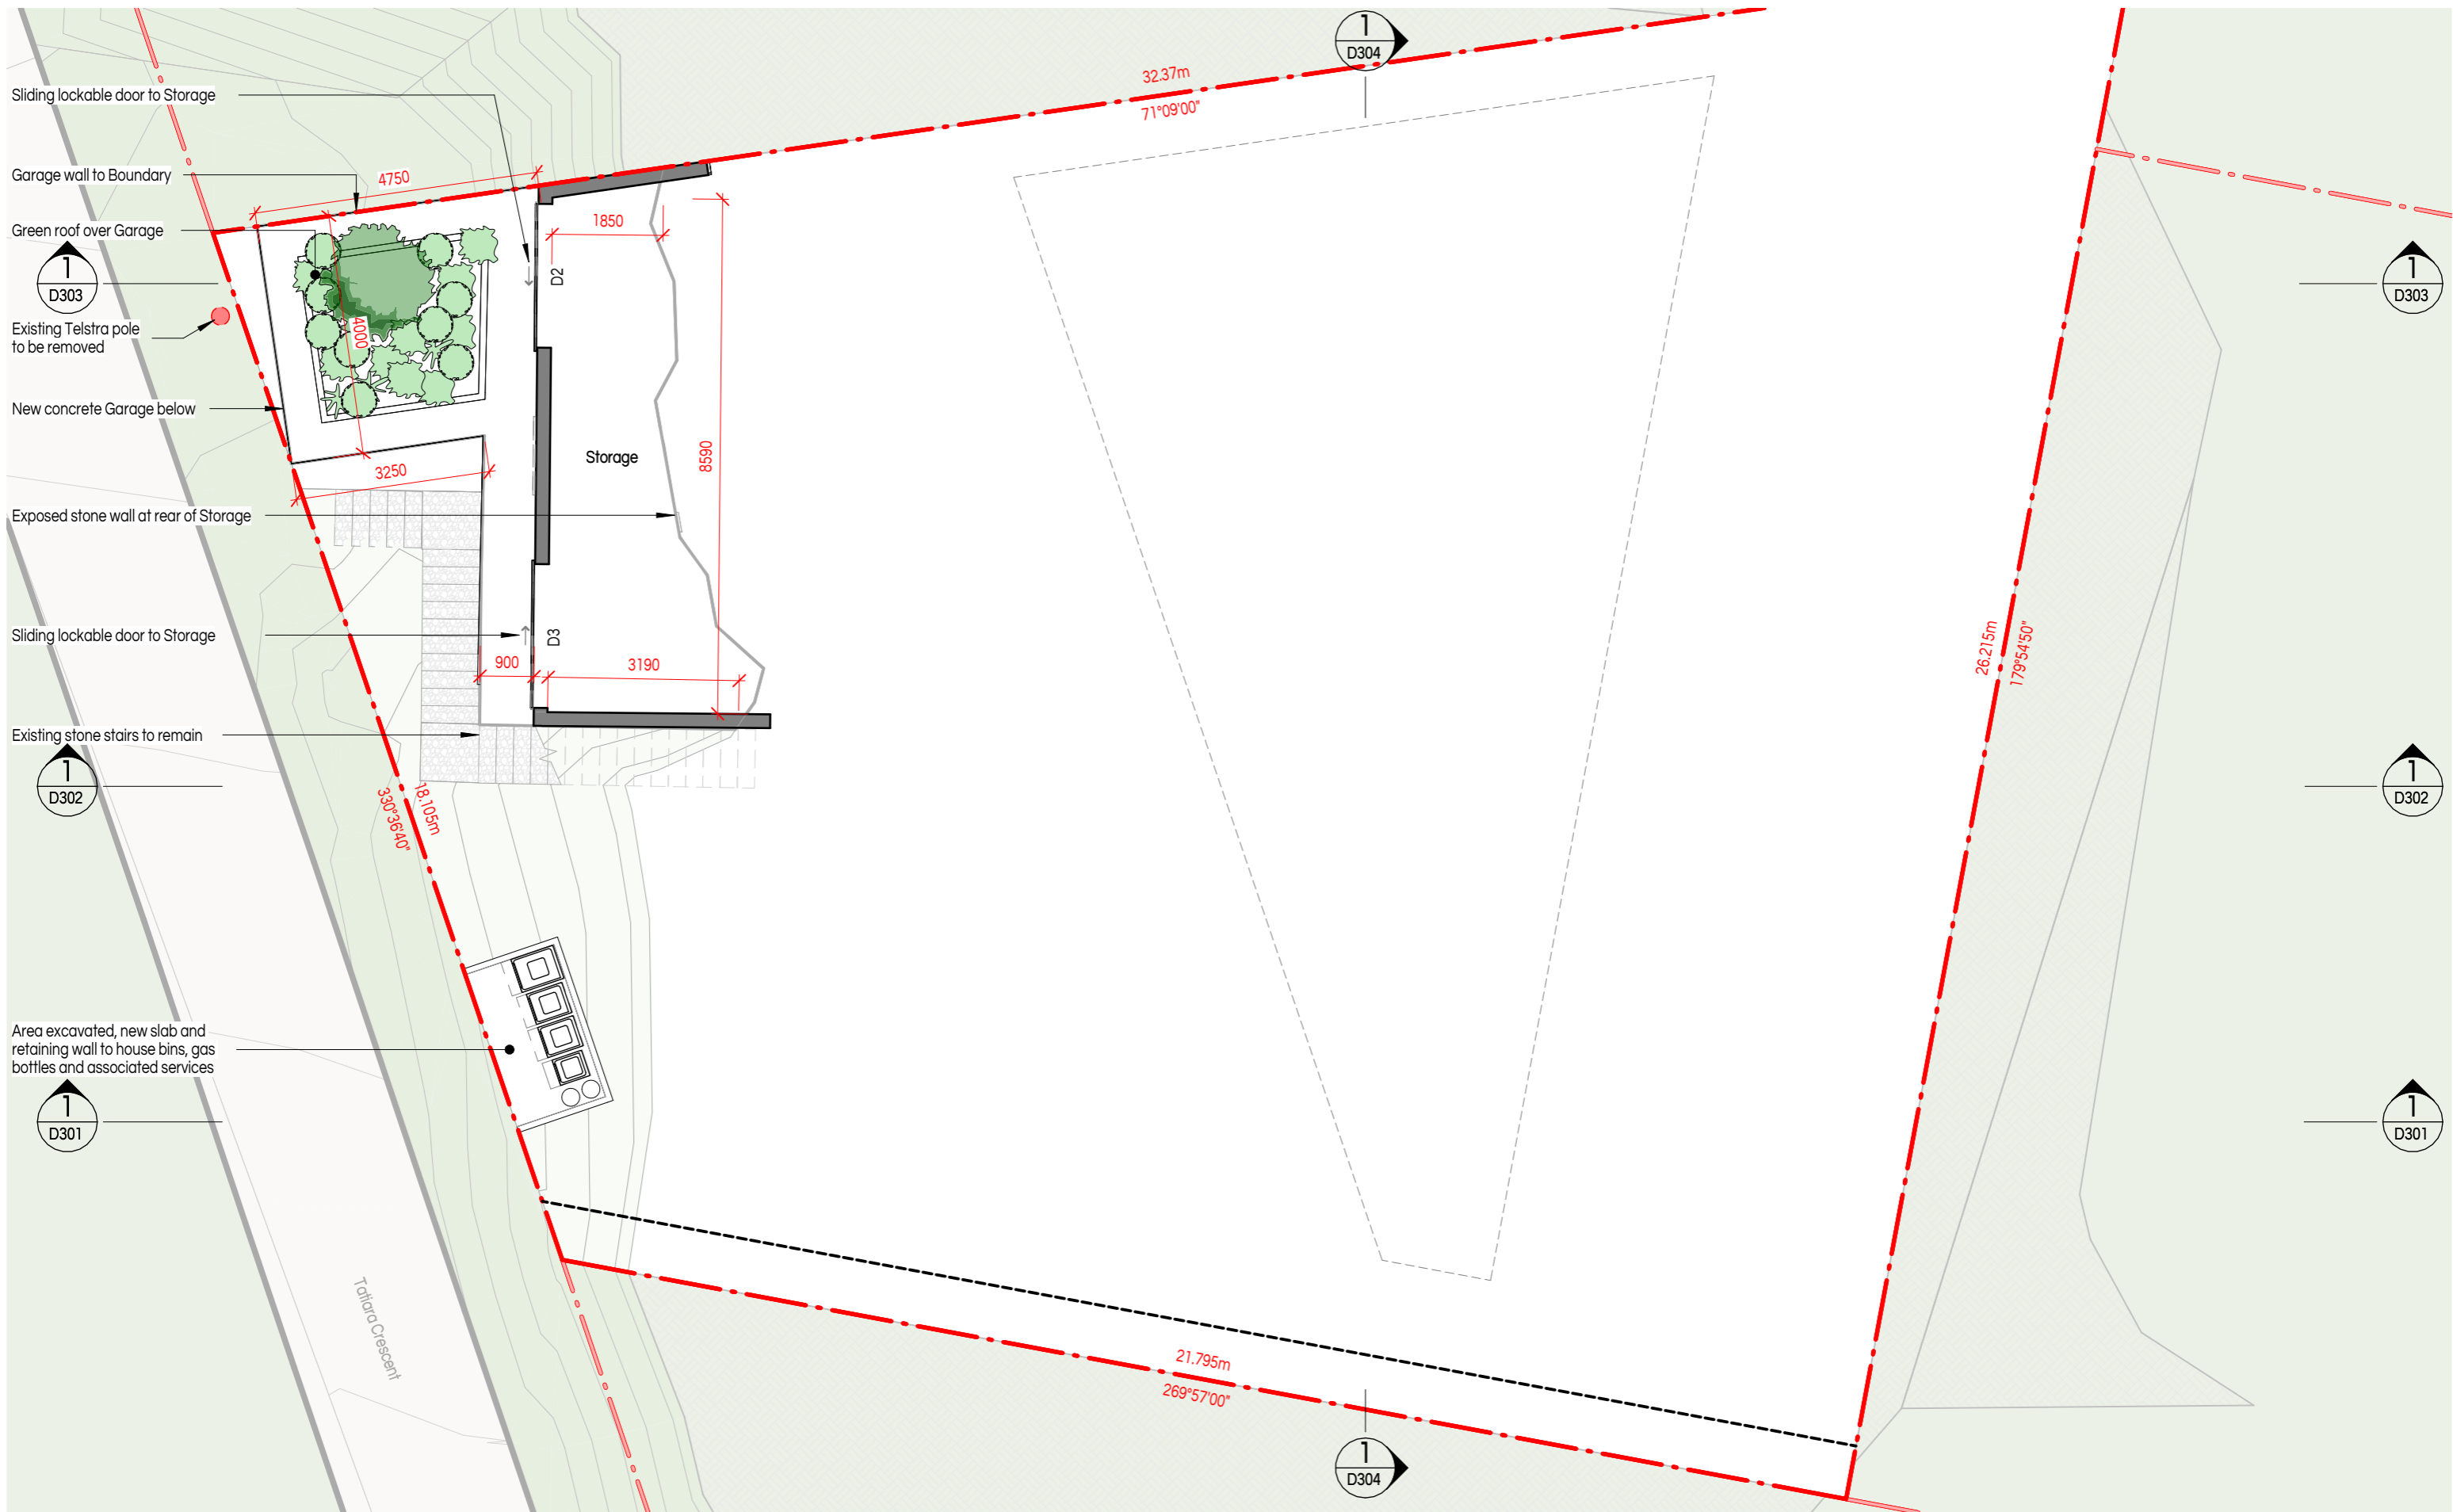 1
D304
32.37m
71°09'00"
Sliding lockable door to Storage
Garage wall to Boundary
4750
Green roof over Garage
1850
1
D303
D2
1
D303
Existing Telstra pole
to be removed
4000
New concrete Garage below
3250
Storage
8590
Exposed stone wall at rear of Storage
Sliding lockable door to Storage
D3
900
3190
26.215m
179°54'50"
Existing stone stairs to remain
1
D302
1
D302
18.105m
330°36'40"
Area excavated, new slab and
retaining wall to house bins, gas
bottles and associated services
1
D301
1
D301
Tatiara Crescent
21.795m
269°57'00"
1
D304